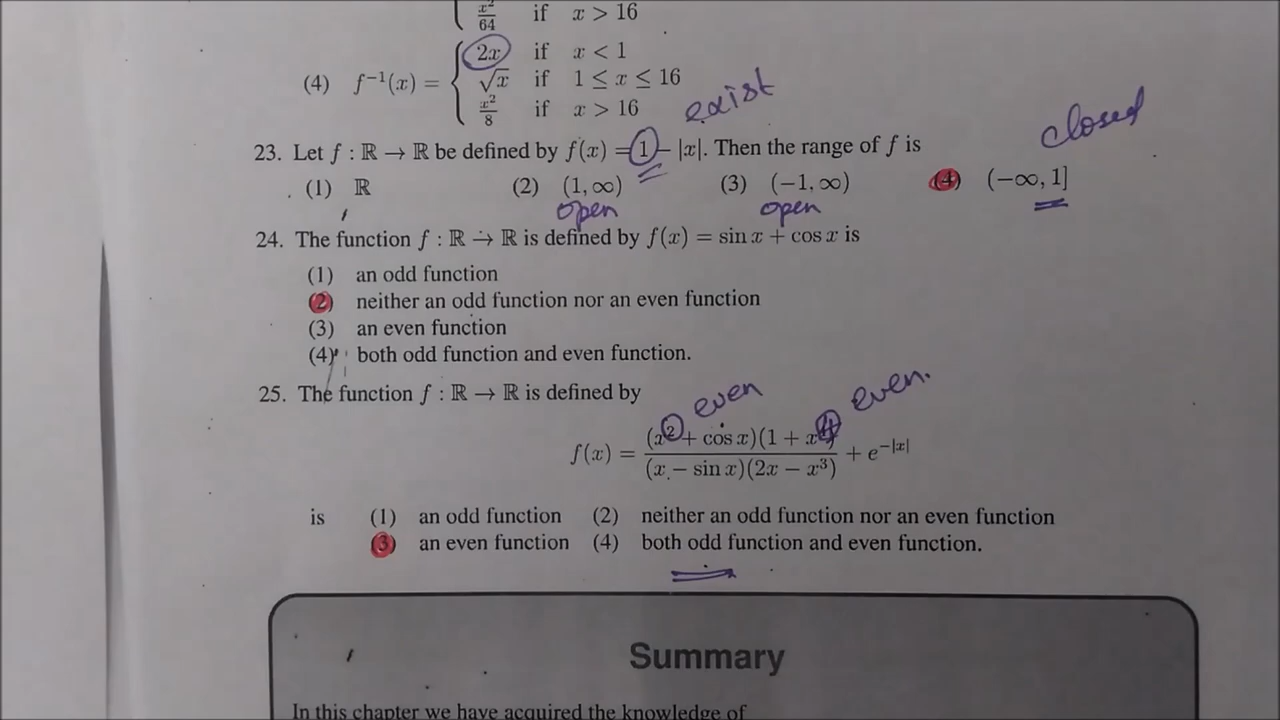 x²/64 if x > 16
2x if x < 1
(4) f⁻¹(x) = { √x if 1 ≤ x ≤ 16
x²/8 if x > 16
exist
closed
23. Let f : ℝ → ℝ be defined by f(x) = 1 − |x|. Then the range of f is
(1) ℝ (2) (1, ∞) (3) (−1, ∞) (4) (−∞, 1]
open open
24. The function f : ℝ → ℝ is defined by f(x) = sin x + cos x is
(1) an odd function
(2) neither an odd function nor an even function
(3) an even function
(4) both odd function and even function.
25. The function f : ℝ → ℝ is defined by
even even.
f(x) = (x² + cos x)(1 + x⁴) / (x − sin x)(2x − x³) + e^(−|x|)
is (1) an odd function (2) neither an odd function nor an even function
(3) an even function (4) both odd function and even function.
Summary
In this chapter we have acquired the knowledge of